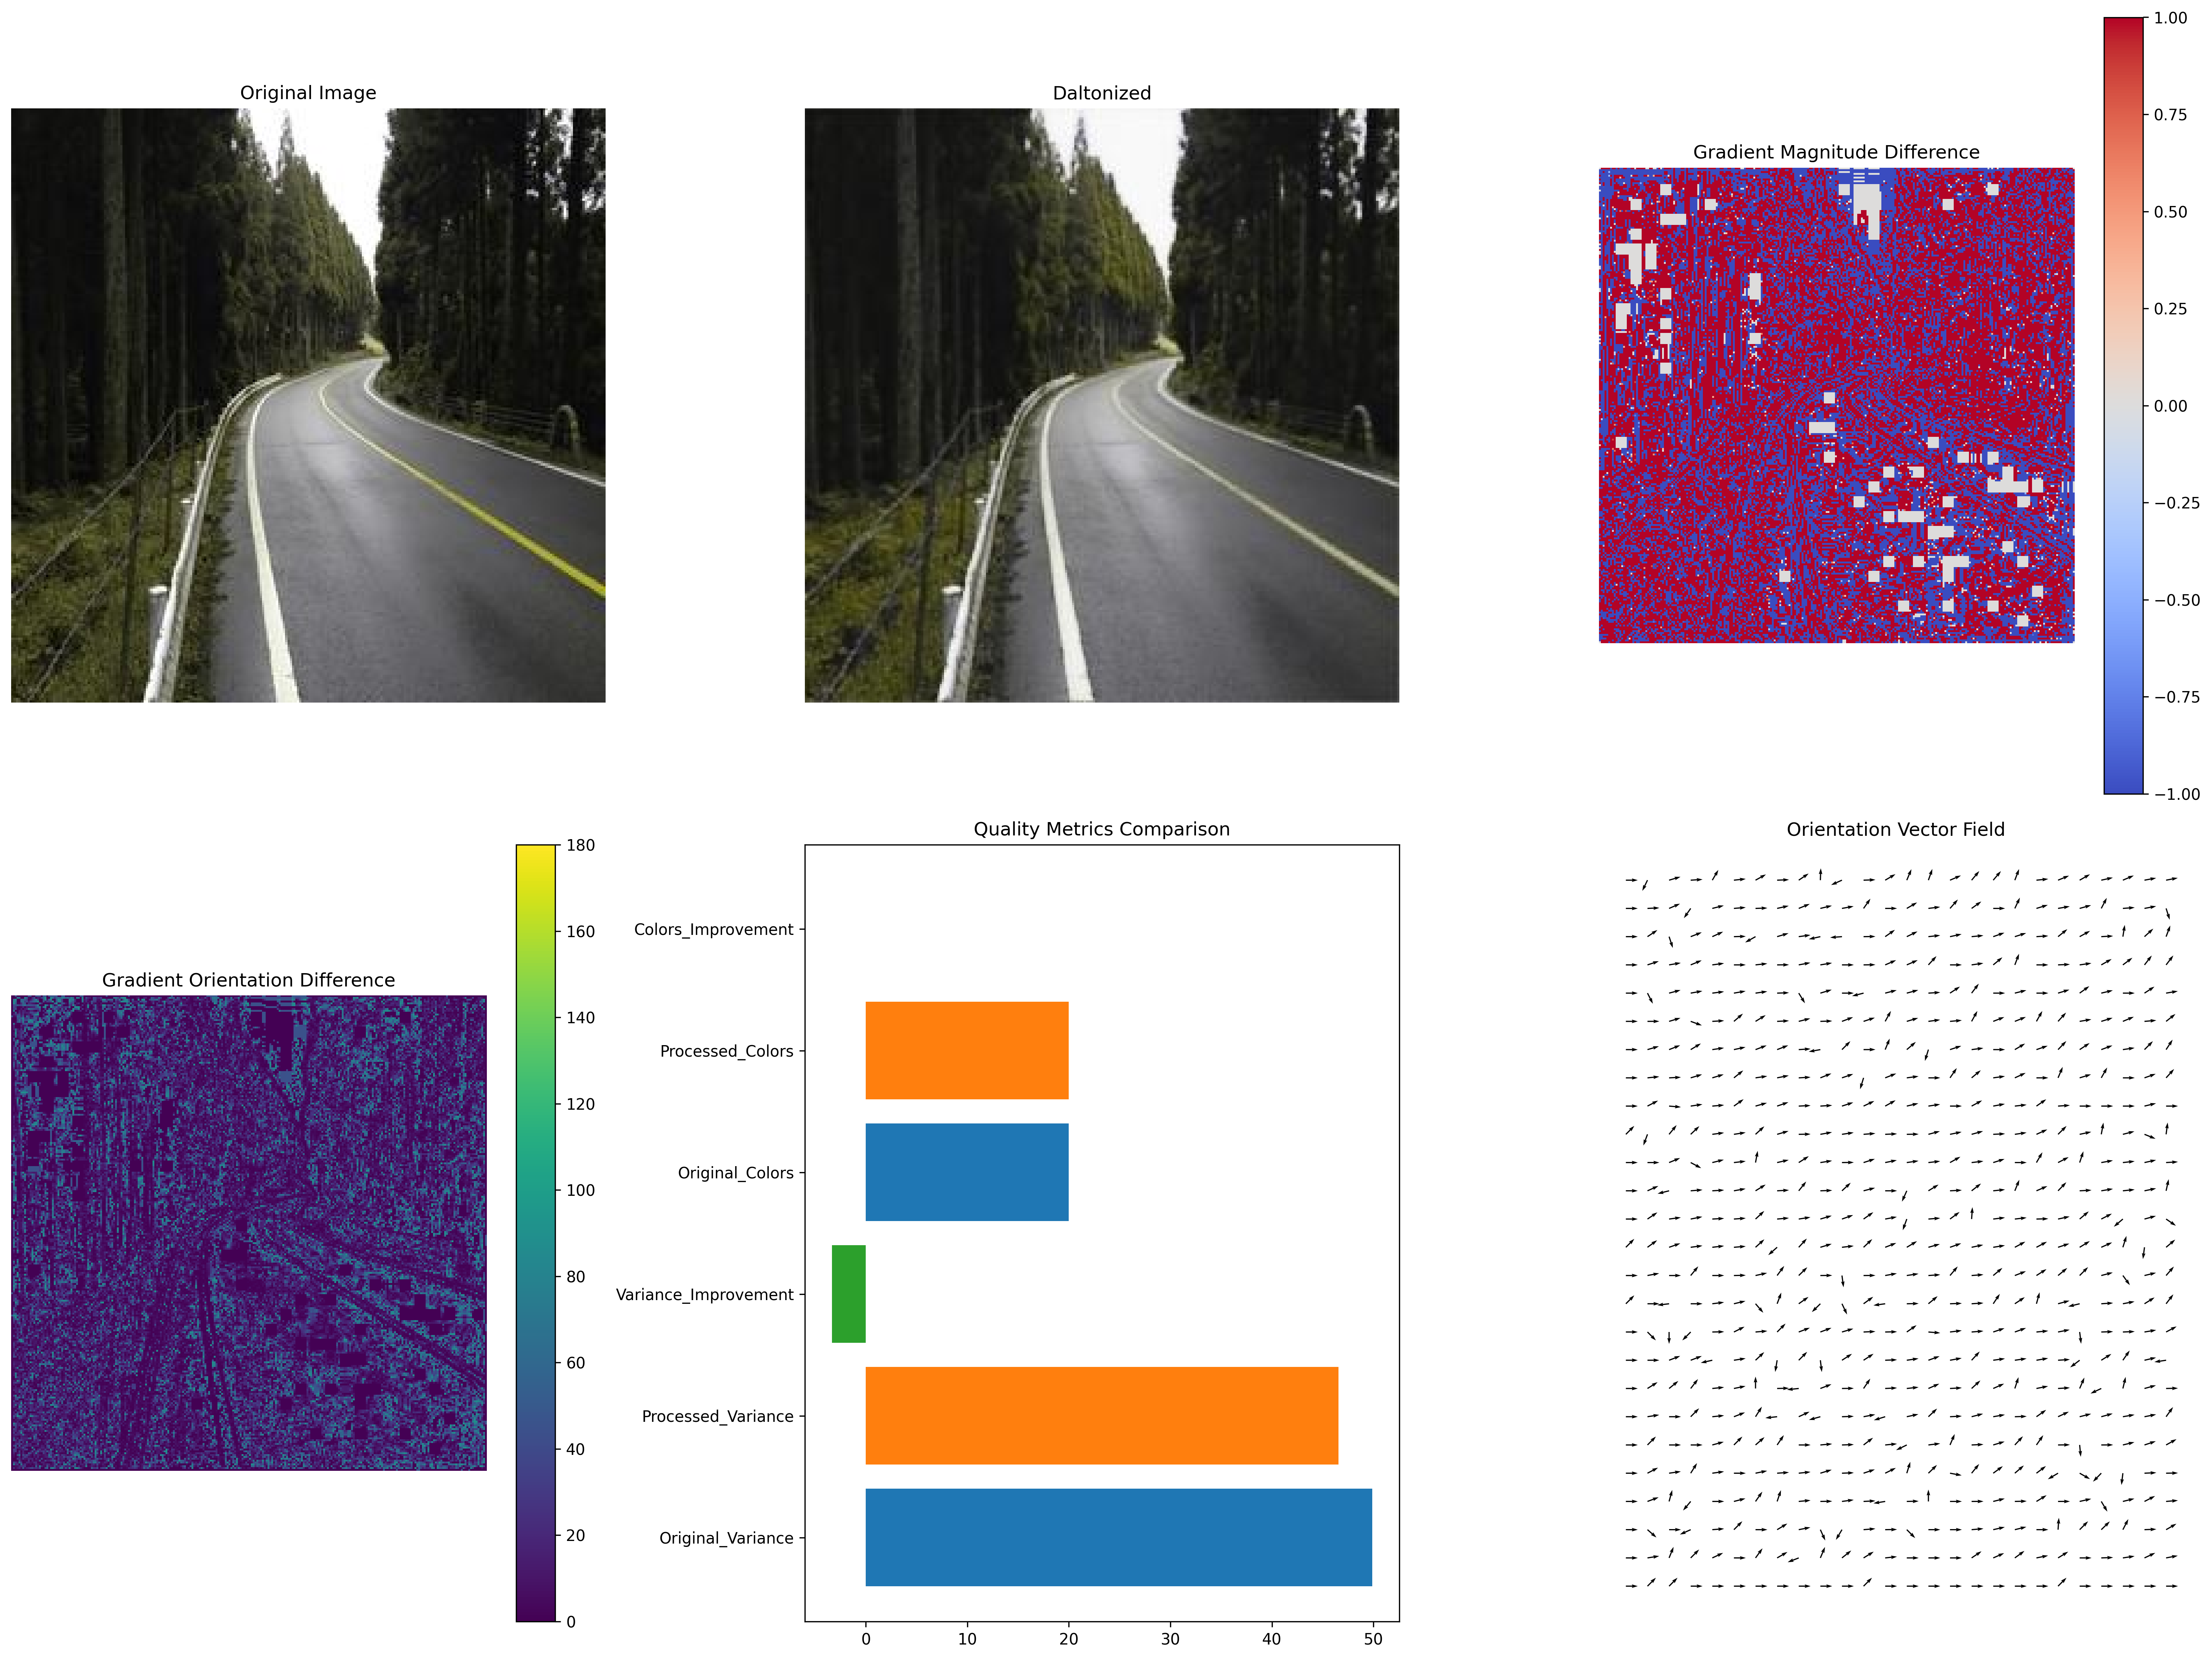 Original Image
Daltonized
Gradient Magnitude Difference
1.00
0.75
0.50
0.25
0.00
−0.25
−0.50
−0.75
−1.00
Gradient Orientation Difference
180
160
140
120
100
80
60
40
20
0
Quality Metrics Comparison
Colors_Improvement
Processed_Colors
Original_Colors
Variance_Improvement
Processed_Variance
Original_Variance
0 10 20 30 40 50
Orientation Vector Field